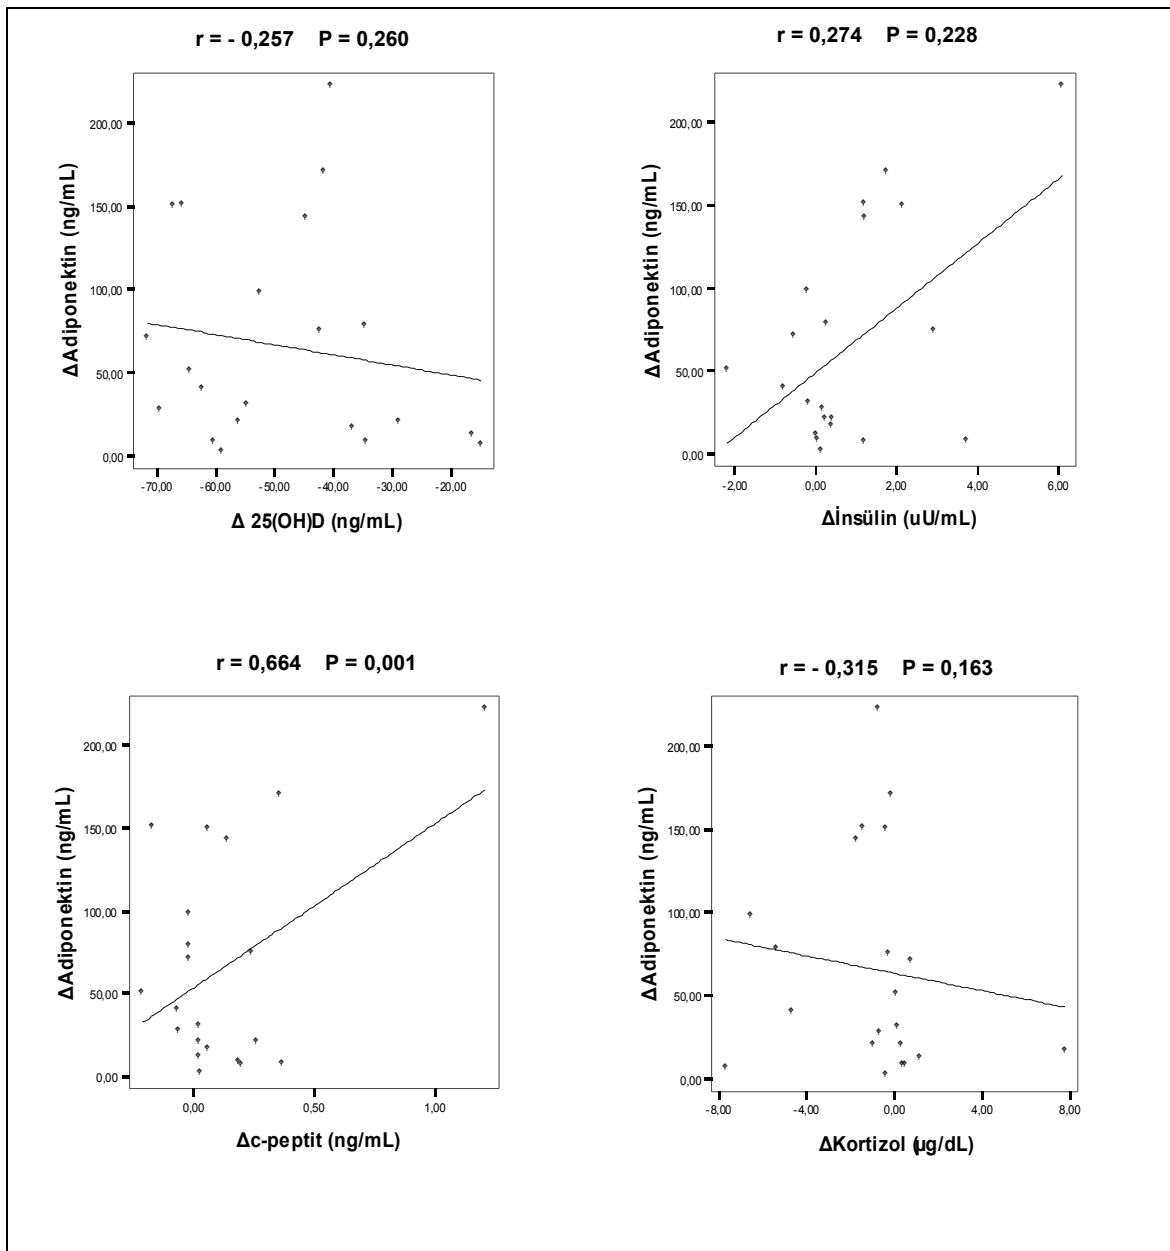 r = - 0,257 P = 0,260
ΔAdiponektin (ng/mL)
200,00
150,00
100,00
50,00
0,00
-70,00 -60,00 -50,00 -40,00 -30,00 -20,00
Δ 25(OH)D (ng/mL)
r = 0,274 P = 0,228
ΔAdiponektin (ng/mL)
200,00
150,00
100,00
50,00
0,00
-2,00 0,00 2,00 4,00 6,00
Δİnsülin (uU/mL)
r = 0,664 P = 0,001
ΔAdiponektin (ng/mL)
200,00
150,00
100,00
50,00
0,00
0,00 0,50 1,00
Δc-peptit (ng/mL)
r = - 0,315 P = 0,163
ΔAdiponektin (ng/mL)
200,00
150,00
100,00
50,00
0,00
-8,00 -4,00 0,00 4,00 8,00
ΔKortizol (µg/dL)